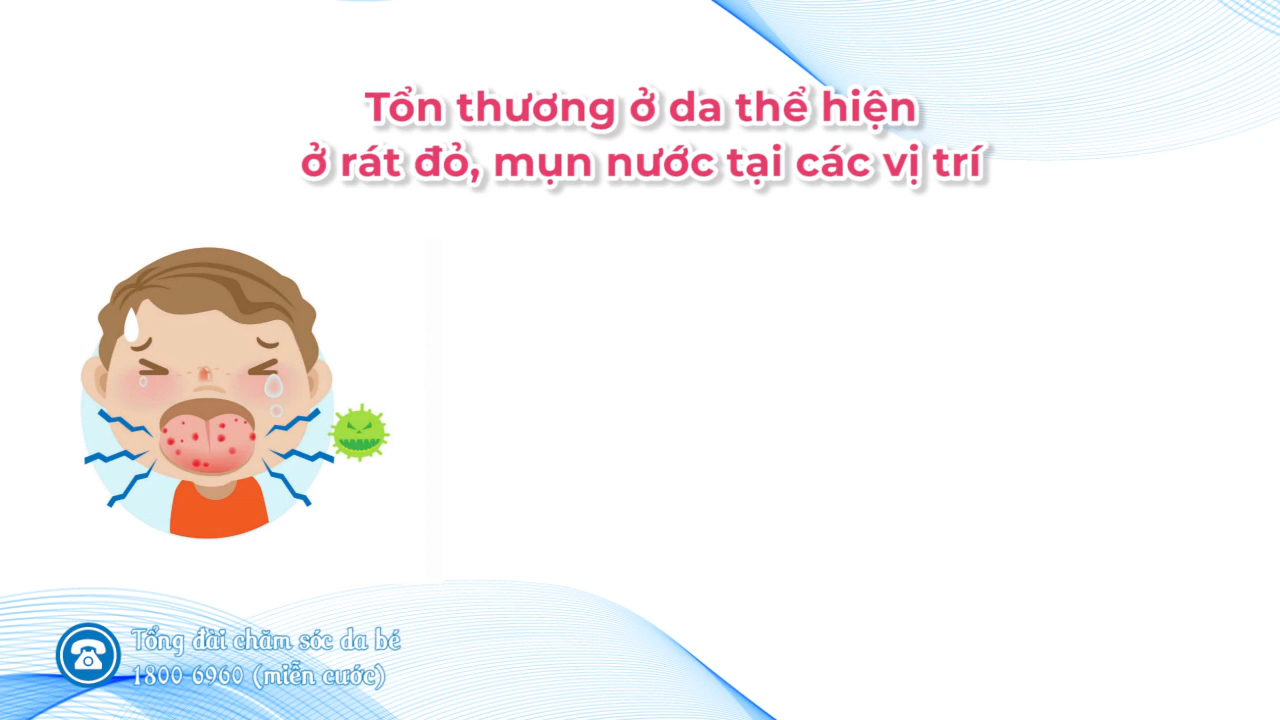 Tổn thương ở da thể hiện
ở rát đỏ, mụn nước tại các vị trí
Tổng đài chăm sóc da bé
1800 6960 (miễn cước)